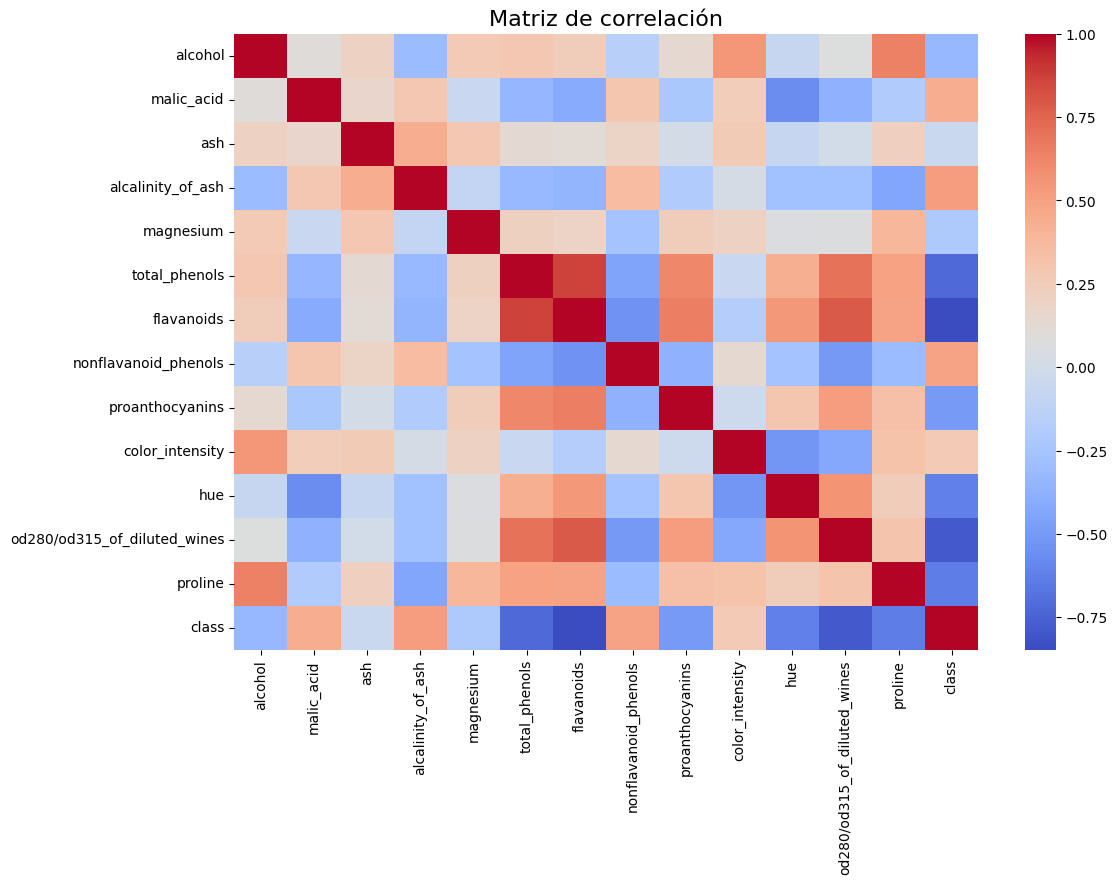 Matriz de correlación
alcohol
malic_acid
ash
alcalinity_of_ash
magnesium
total_phenols
flavanoids
nonflavanoid_phenols
proanthocyanins
color_intensity
hue
od280/od315_of_diluted_wines
proline
class
alcohol
malic_acid
ash
alcalinity_of_ash
magnesium
total_phenols
flavanoids
nonflavanoid_phenols
proanthocyanins
color_intensity
hue
od280/od315_of_diluted_wines
proline
class
1.00
0.75
0.50
0.25
0.00
−0.25
−0.50
−0.75